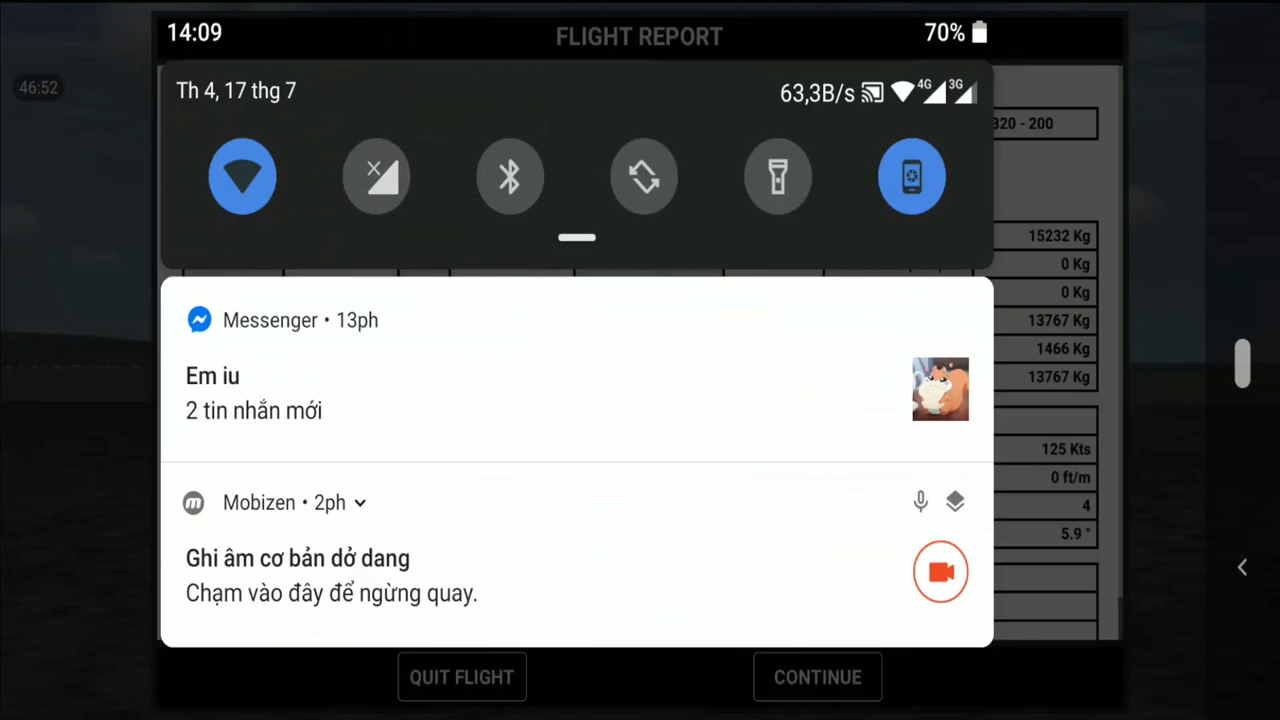 FLIGHT REPORT
14:09
70%
46:52
Th 4, 17 thg 7
63,3B/s
4G
3G
320 - 200
15232 Kg
0 Kg
0 Kg
13767 Kg
1466 Kg
13767 Kg
Messenger • 13ph
Em iu
2 tin nhắn mới
125 Kts
0 ft/m
4
5.9 °
Mobizen • 2ph
Ghi âm cơ bản dở dang
Chạm vào đây để ngừng quay.
QUIT FLIGHT
CONTINUE